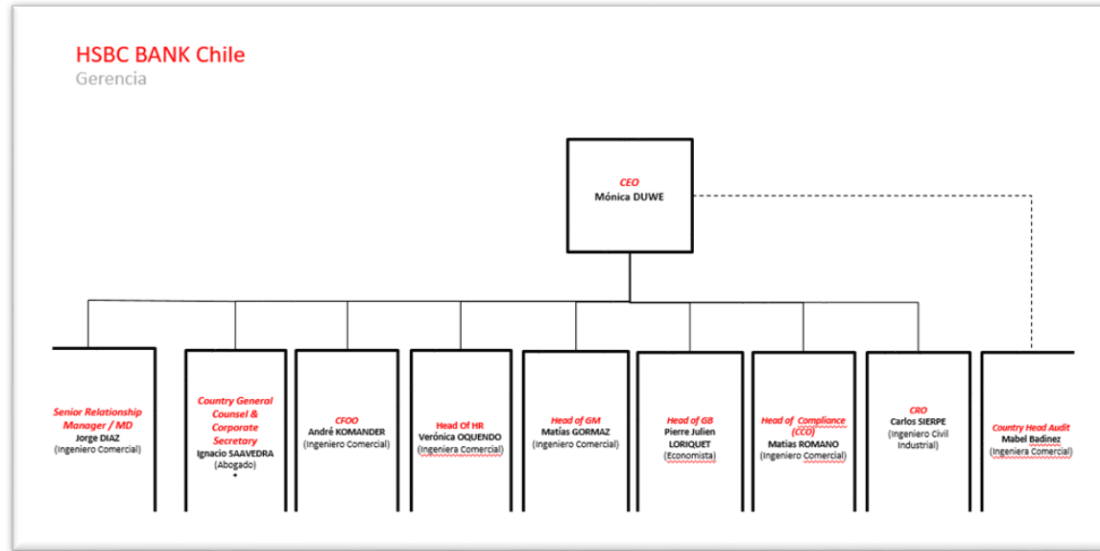 HSBC BANK Chile
Gerencia
CEO
Mónica DUWE
Senior Relationship
Manager / MD
Jorge DIAZ
(Ingeniero Comercial)
Country General
Counsel &
Corporate
Secretary
Ignacio SAAVEDRA
(Abogado)
•
CFOO
André KOMANDER
(Ingeniero Comercial)
Head Of HR
Verónica OQUENDO
(Ingeniera Comercial)
Head of GM
Matías GORMAZ
(Ingeniero Comercial)
Head of GB
Pierre Julien
LORIQUET
(Economista)
Head of Compliance
(CCO)
Matias ROMANO
(Ingeniero Comercial)
CRO
Carlos SIERPE
(Ingeniero Civil
Industrial)
Country Head Audit
Mabel Badinez
(Ingeniera Comercial)